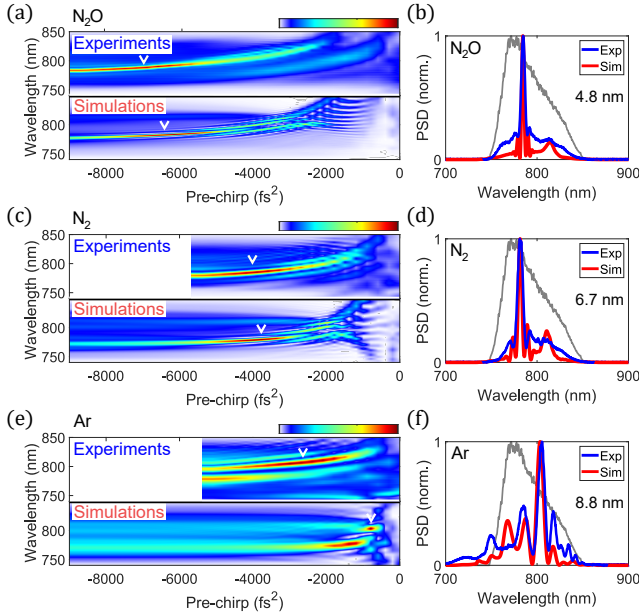 (a)
N₂O
Experiments
Simulations
Wavelength (nm)
850
800
750
800
750
-8000
-6000
-4000
-2000
0
Pre-chirp (fs²)
(b)
PSD (norm.)
1
0
N₂O
Exp
Sim
4.8 nm
700
800
900
Wavelength (nm)
(c)
N₂
Experiments
Simulations
Wavelength (nm)
850
800
750
800
750
-8000
-6000
-4000
-2000
0
Pre-chirp (fs²)
(d)
PSD (norm.)
1
0
N₂
Exp
Sim
6.7 nm
700
800
900
Wavelength (nm)
(e)
Ar
Experiments
Simulations
Wavelength (nm)
850
800
750
800
750
-8000
-6000
-4000
-2000
0
Pre-chirp (fs²)
(f)
PSD (norm.)
1
0
Ar
Exp
Sim
8.8 nm
700
800
900
Wavelength (nm)